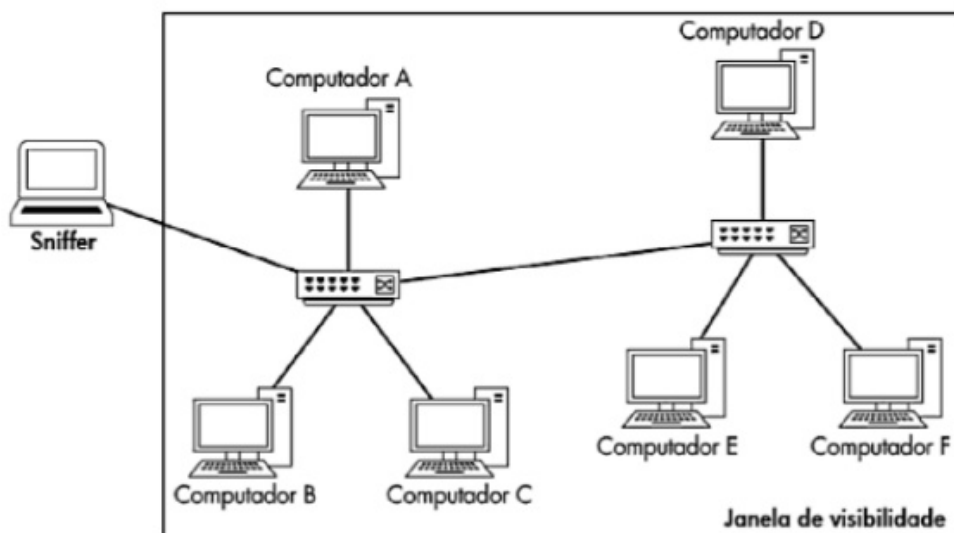 Computador D
Computador A
Sniffer
Computador B
Computador C
Computador E
Computador F
Janela de visibilidade